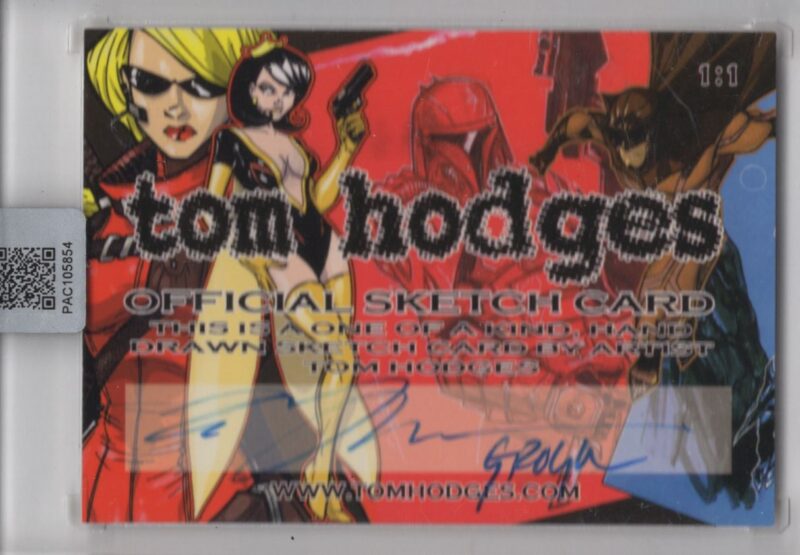 1:1
tom hodges
OFFICIAL SKETCH CARD
THIS IS A ONE OF A KIND, HAND
DRAWN SKETCH CARD BY ARTIST
TOM HODGES
WWW.TOMHODGES.COM
PAC105854